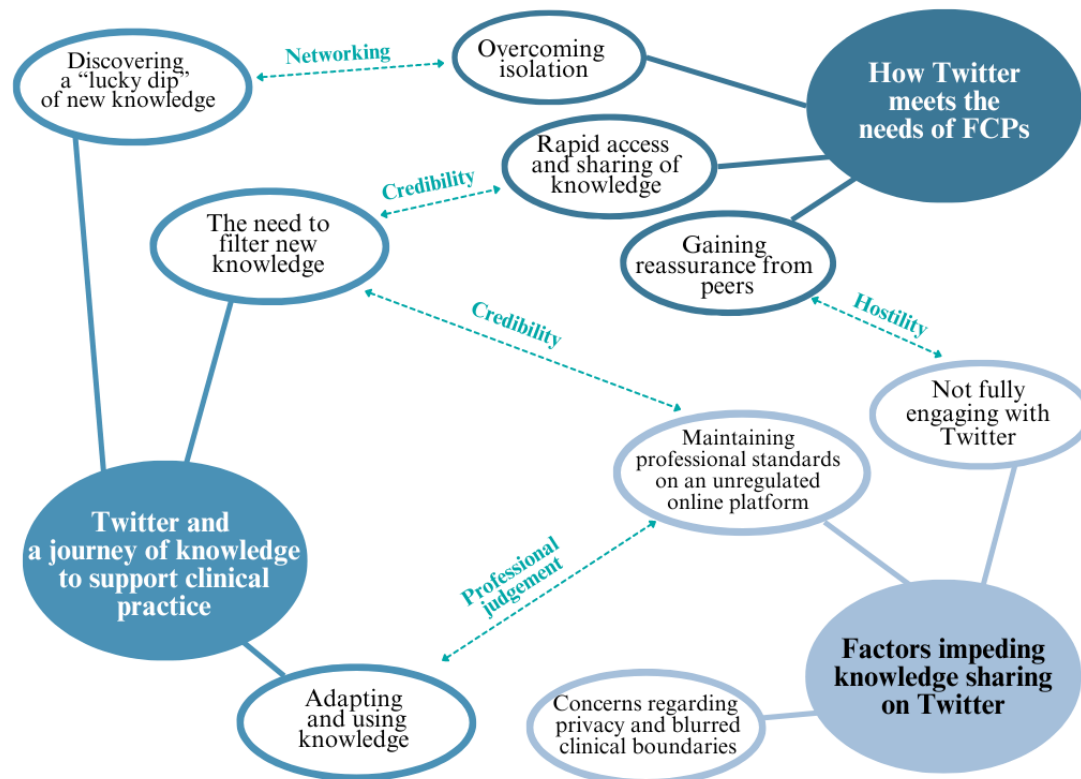 Discovering
a “lucky dip”
of new knowledge
Networking
Overcoming
isolation
How Twitter
meets the
needs of FCPs
Rapid access
and sharing of
knowledge
Credibility
The need to
filter new
knowledge
Gaining
reassurance from
peers
Credibility
Hostility
Not fully
engaging with
Twitter
Maintaining
professional standards
on an unregulated
online platform
Twitter and
a journey of knowledge
to support clinical
practice
Professional
judgement
Factors impeding
knowledge sharing
on Twitter
Adapting
and using
knowledge
Concerns regarding
privacy and blurred
clinical boundaries